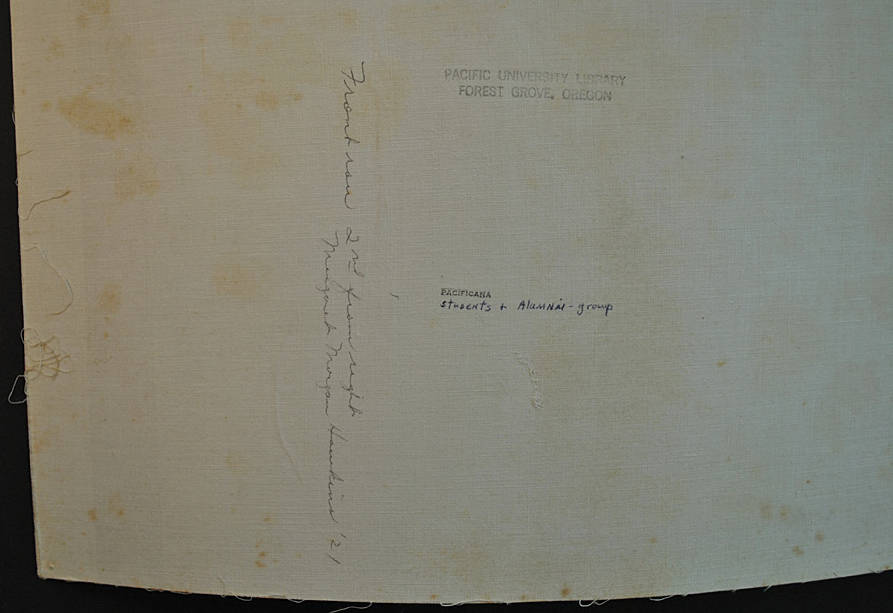 PACIFIC UNIVERSITY LIBRARY
FOREST GROVE, OREGON
PACIFICANA
Students + Alumni - group
Front row 2nd from right
Margaret Morgan Hawkins '21